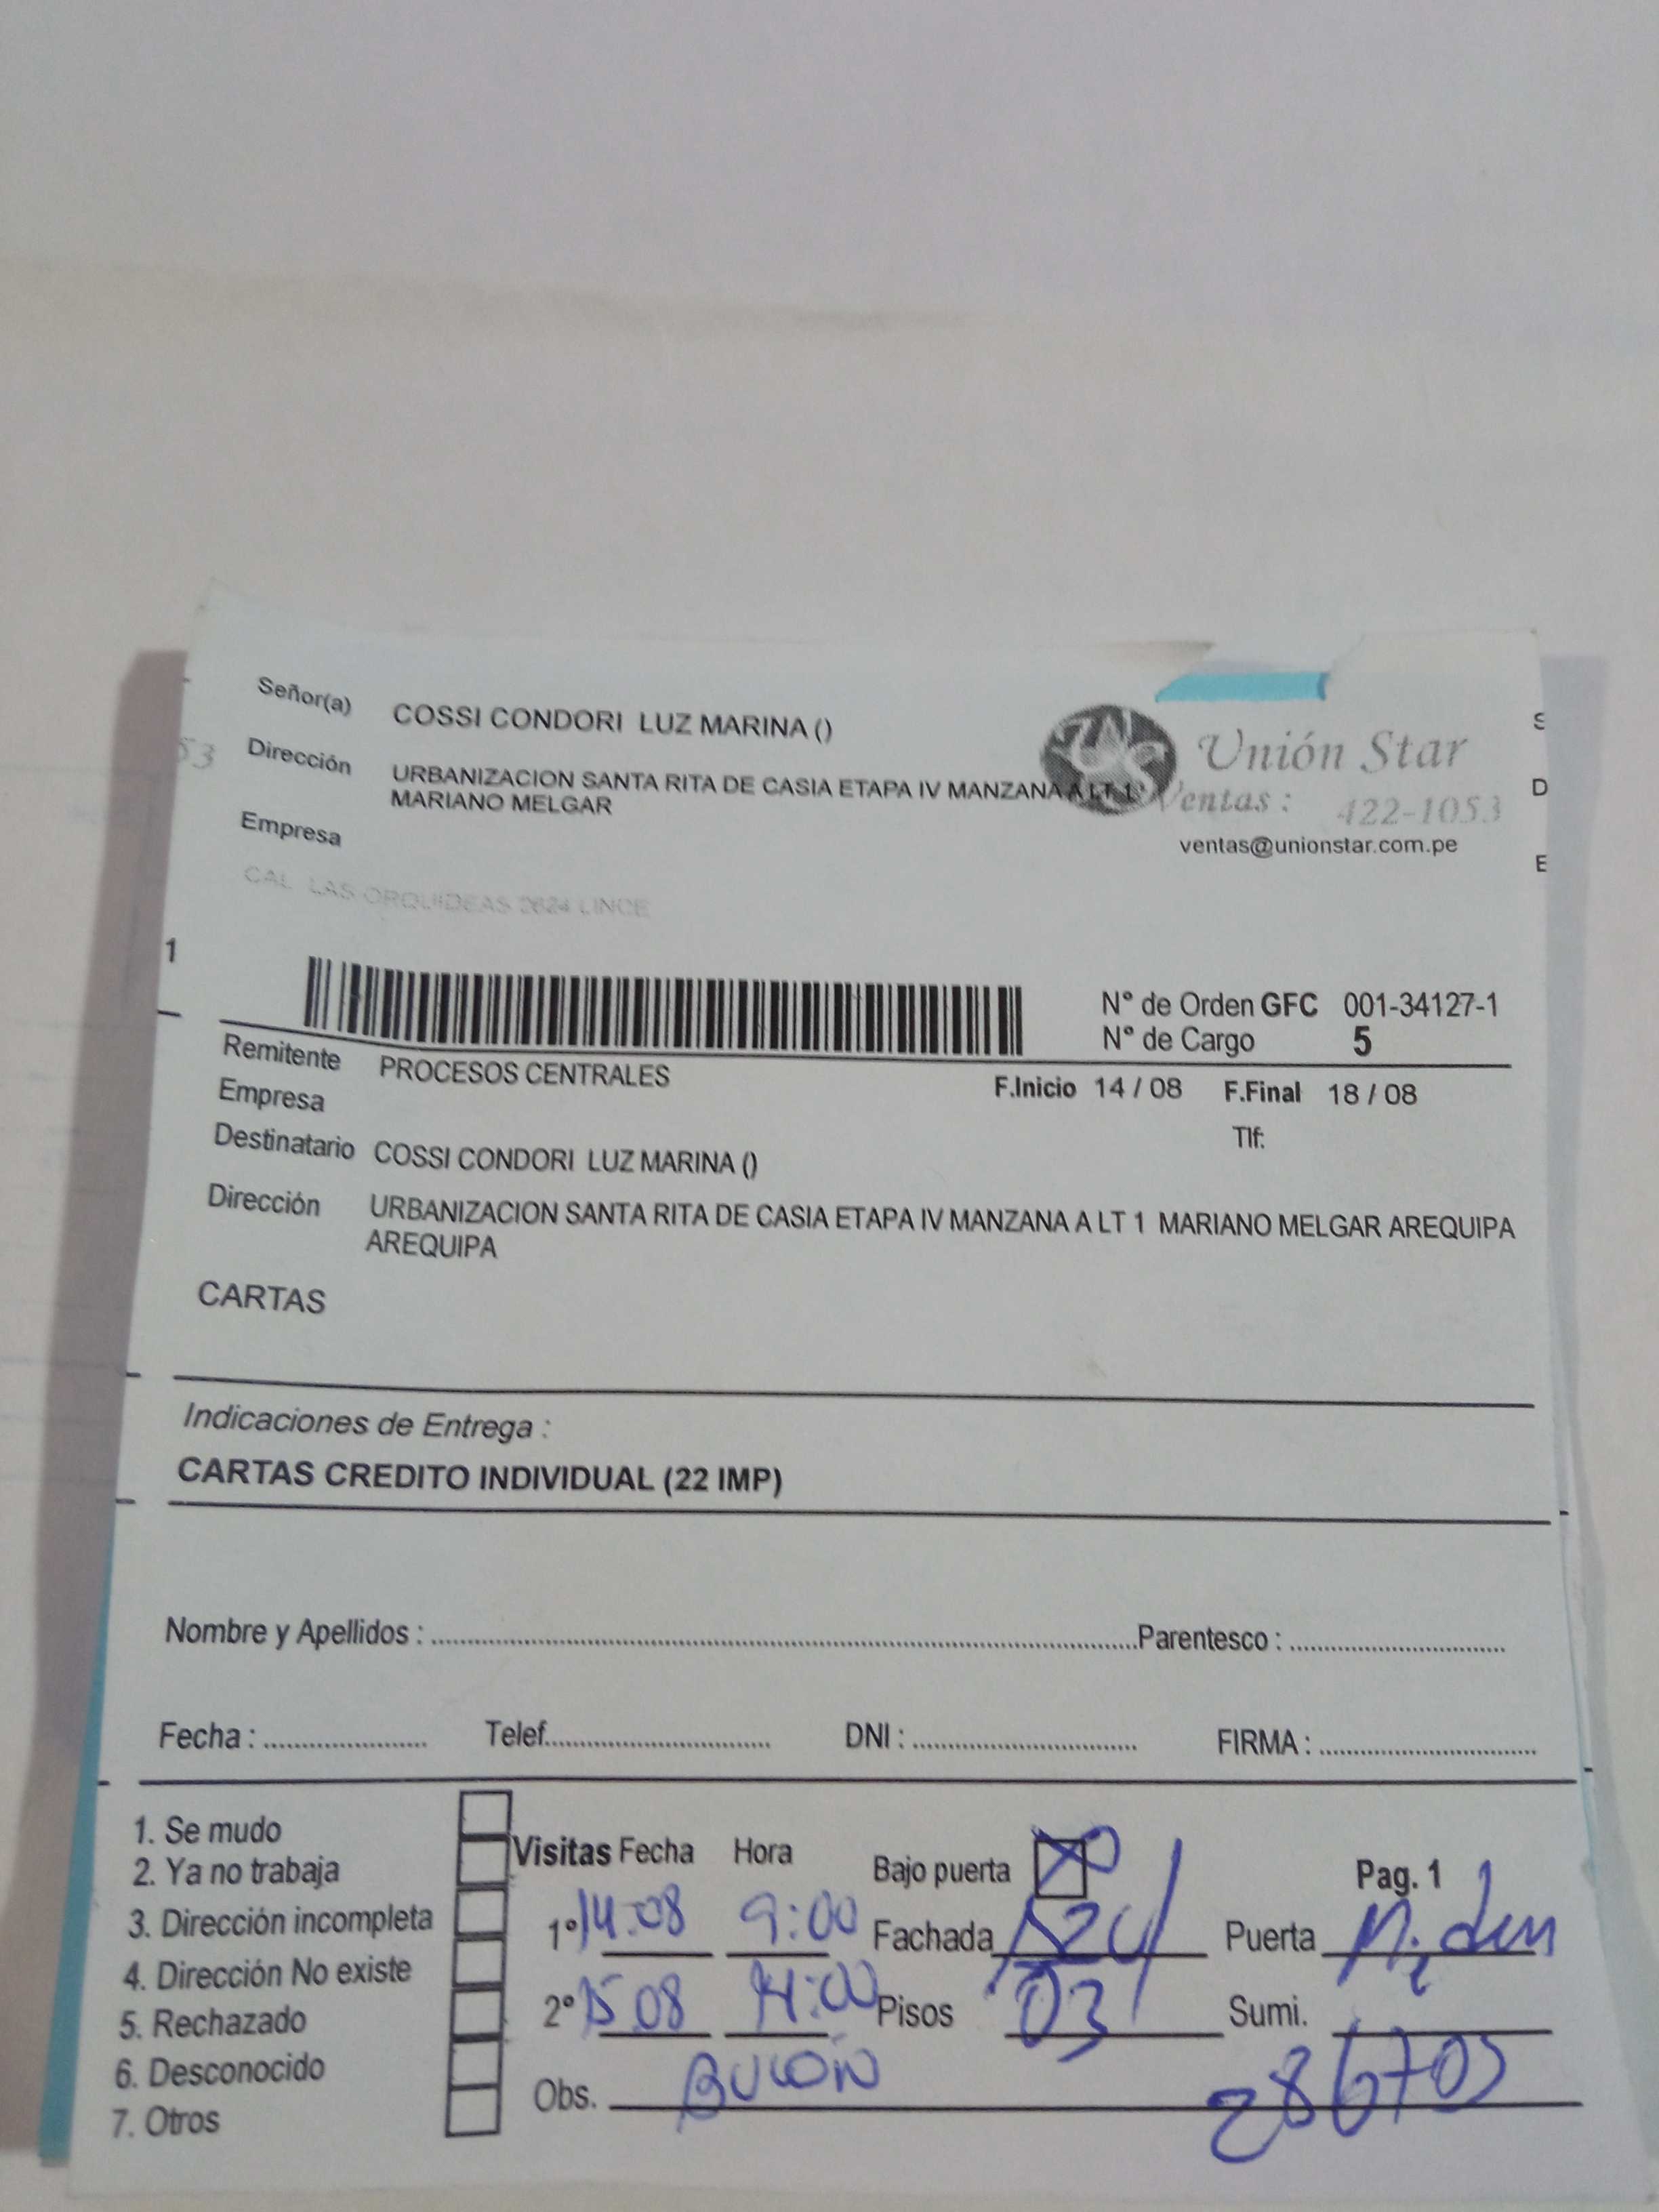 Señor(a) COSSI CONDORI LUZ MARINA ()
Unión Star
53
Dirección URBANIZACION SANTA RITA DE CASIA ETAPA IV MANZANA A LT 1
MARIANO MELGAR
Ventas : 422-1053
ventas@unionstar.com.pe
Empresa
CAL LAS ORQUIDEAS 2624 LINCE
S
D
E
1
N° de Orden GFC 001-34127-1
N° de Cargo 5
Remitente PROCESOS CENTRALES
F.Inicio 14 / 08 F.Final 18 / 08
Empresa
Tlf:
Destinatario COSSI CONDORI LUZ MARINA ()
Dirección URBANIZACION SANTA RITA DE CASIA ETAPA IV MANZANA A LT 1 MARIANO MELGAR AREQUIPA
AREQUIPA
CARTAS
Indicaciones de Entrega :
CARTAS CREDITO INDIVIDUAL (22 IMP)
Nombre y Apellidos : Parentesco :
Fecha : Telef. DNI : FIRMA :
1. Se mudo
2. Ya no trabaja
3. Dirección incompleta
4. Dirección No existe
5. Rechazado
6. Desconocido
7. Otros
Visitas Fecha Hora
1° 14.08 9:00
2° 15 08 14:00
Obs.
Bajo puerta
Pag. 1
Fachada
Puerta
Pisos 03
Sumi.
286703